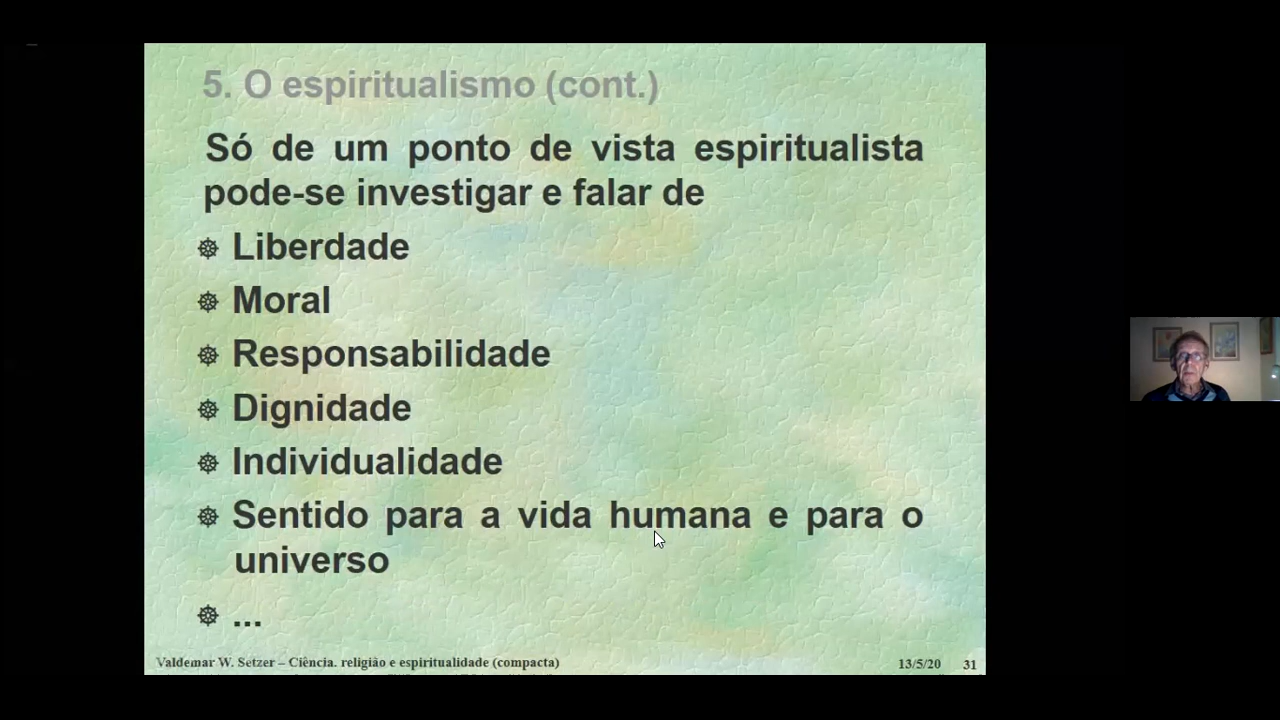 5. O espiritualismo (cont.)
Só de um ponto de vista espiritualista
pode-se investigar e falar de
Liberdade
Moral
Responsabilidade
Dignidade
Individualidade
Sentido para a vida humana e para o
universo
...
Valdemar W. Setzer – Ciência. religião e espiritualidade (compacta) 13/5/20 31